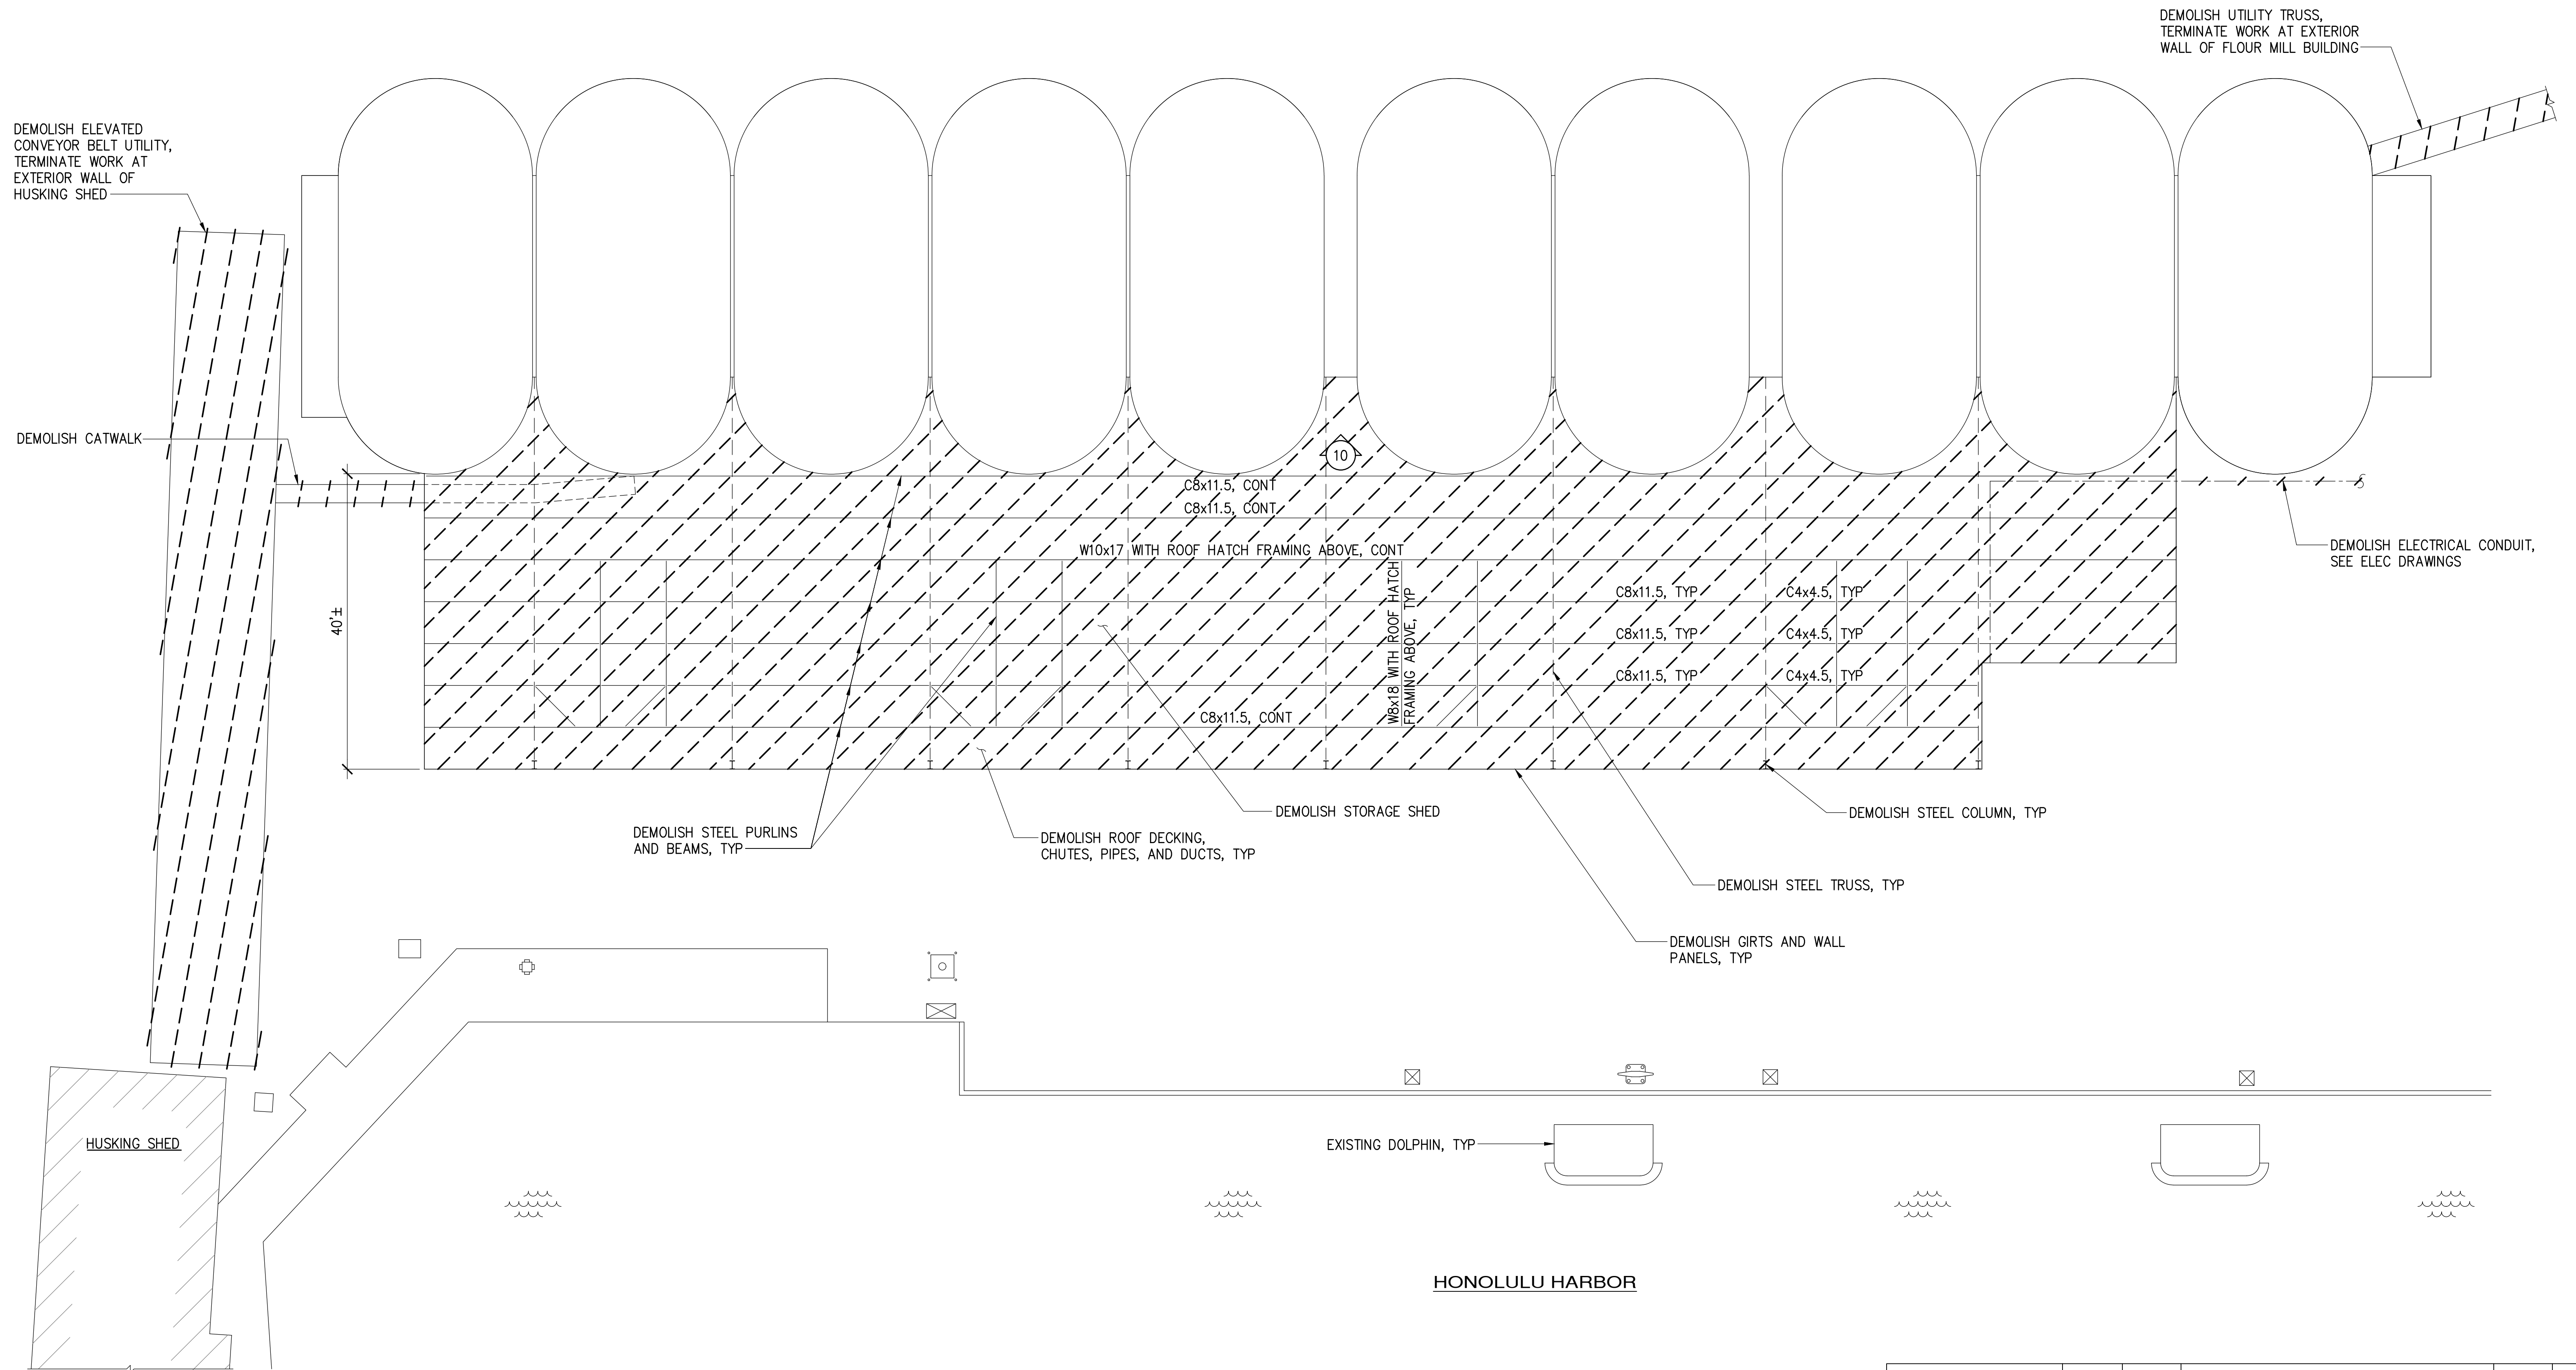 DEMOLISH UTILITY TRUSS,
TERMINATE WORK AT EXTERIOR
WALL OF FLOUR MILL BUILDING
DEMOLISH ELEVATED
CONVEYOR BELT UTILITY,
TERMINATE WORK AT
EXTERIOR WALL OF
HUSKING SHED
DEMOLISH CATWALK
10
C8x11.5, CONT
C8x11.5, CONT
W10x17 WITH ROOF HATCH FRAMING ABOVE, CONT
DEMOLISH ELECTRICAL CONDUIT,
SEE ELEC DRAWINGS
40'±
W8x18 WITH ROOF HATCH
FRAMING ABOVE, TYP
C8x11.5, TYP
C4x4.5, TYP
C8x11.5, TYP
C4x4.5, TYP
C8x11.5, TYP
C4x4.5, TYP
C8x11.5, CONT
DEMOLISH STEEL PURLINS
AND BEAMS, TYP
DEMOLISH ROOF DECKING,
CHUTES, PIPES, AND DUCTS, TYP
DEMOLISH STORAGE SHED
DEMOLISH STEEL COLUMN, TYP
DEMOLISH STEEL TRUSS, TYP
DEMOLISH GIRTS AND WALL
PANELS, TYP
HUSKING SHED
EXISTING DOLPHIN, TYP
HONOLULU HARBOR